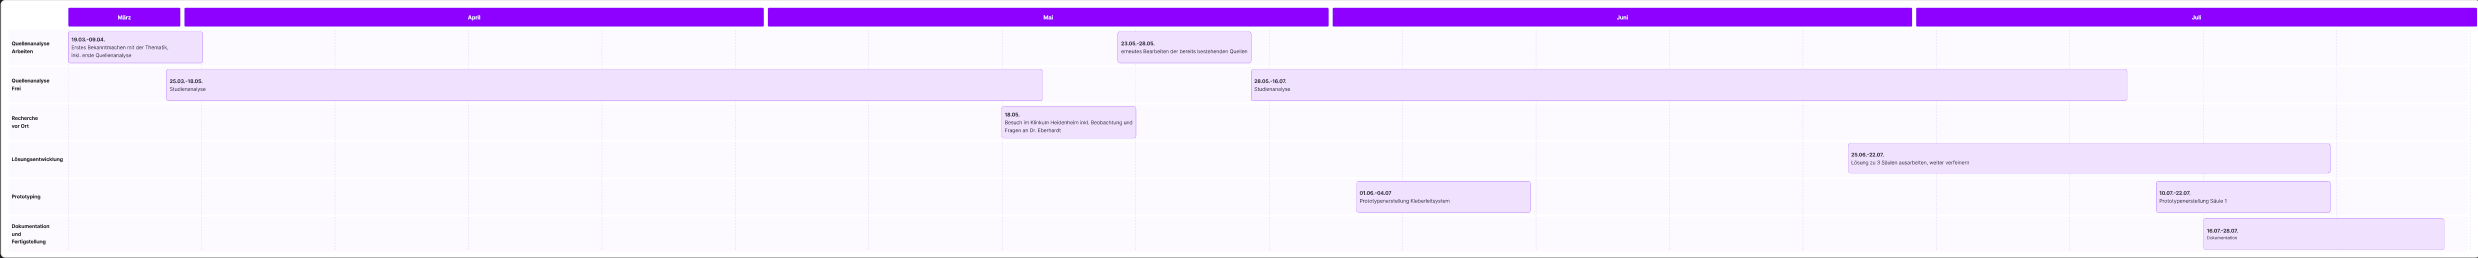 März
April
Mai
Juni
Juli
Quellenanalyse
Arbeiten
19.03.-09.04.
Erstes Bekanntmachen mit der Thematik,
inkl. erste Quellenanalyse
23.05.-28.05.
erneutes Bearbeiten der bereits bestehenden Quellen
Quellenanalyse
Frei
25.03.-18.05.
Studienanalyse
28.05.-16.07.
Studienanalyse
Recherche
vor Ort
18.05.
Besuch im Klinikum Heidenheim inkl. Beobachtung und
Fragen an Dr. Eberhardt
Lösungsentwicklung
25.06.-22.07.
Lösung zu 3 Säulen ausarbeiten, weiter verfeinern
Prototyping
01.06.-04.07
Prototypenerstellung Kleberleitsystem
10.07.-22.07.
Prototypenerstellung Säule 1
Dokumentation
und
Fertigstellung
16.07.-28.07.
Dokumentation